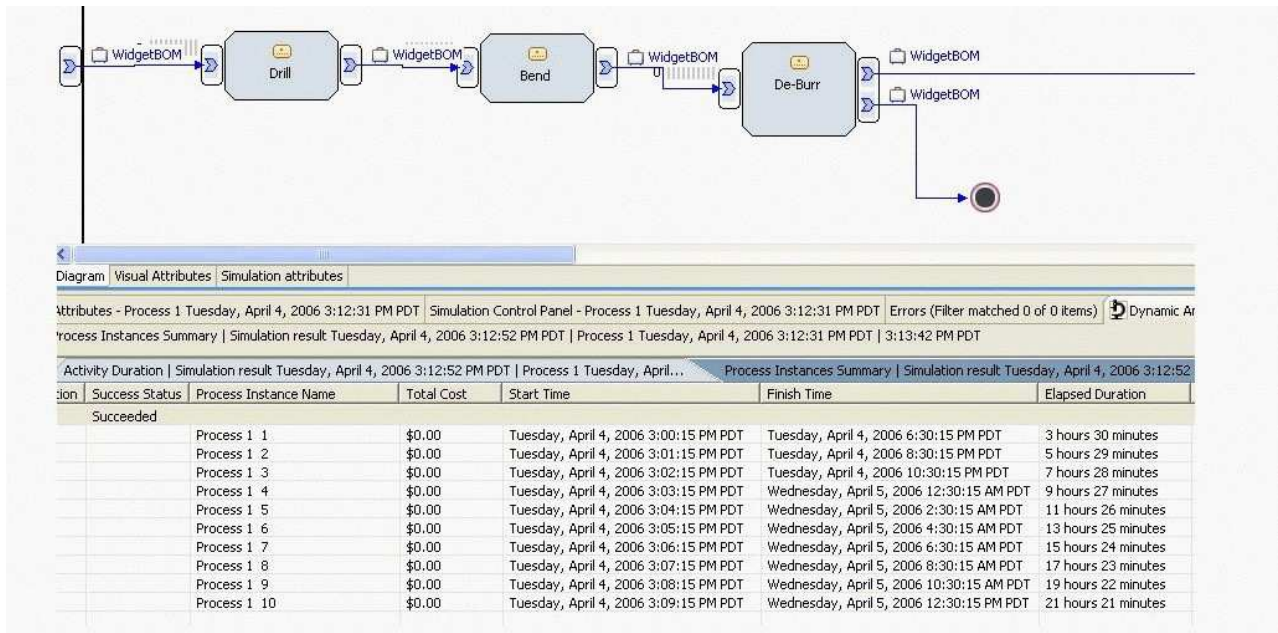 WidgetBOM
Drill
WidgetBOM
Bend
WidgetBOM
De-Burr
WidgetBOM
WidgetBOM
Diagram Visual Attributes Simulation attributes
Attributes - Process 1 Tuesday, April 4, 2006 3:12:31 PM PDT Simulation Control Panel - Process 1 Tuesday, April 4, 2006 3:12:31 PM PDT Errors (Filter matched 0 of 0 items) Dynamic Ar
Process Instances Summary | Simulation result Tuesday, April 4, 2006 3:12:52 PM PDT | Process 1 Tuesday, April 4, 2006 3:12:31 PM PDT | 3:13:42 PM PDT
Activity Duration | Simulation result Tuesday, April 4, 2006 3:12:52 PM PDT | Process 1 Tuesday, April... Process Instances Summary | Simulation result Tuesday, April 4, 2006 3:12:52
tion Success Status Process Instance Name Total Cost Start Time Finish Time Elapsed Duration
Succeeded
Process 1 1 $0.00 Tuesday, April 4, 2006 3:00:15 PM PDT Tuesday, April 4, 2006 6:30:15 PM PDT 3 hours 30 minutes
Process 1 2 $0.00 Tuesday, April 4, 2006 3:01:15 PM PDT Tuesday, April 4, 2006 8:30:15 PM PDT 5 hours 29 minutes
Process 1 3 $0.00 Tuesday, April 4, 2006 3:02:15 PM PDT Tuesday, April 4, 2006 10:30:15 PM PDT 7 hours 28 minutes
Process 1 4 $0.00 Tuesday, April 4, 2006 3:03:15 PM PDT Wednesday, April 5, 2006 12:30:15 AM PDT 9 hours 27 minutes
Process 1 5 $0.00 Tuesday, April 4, 2006 3:04:15 PM PDT Wednesday, April 5, 2006 2:30:15 AM PDT 11 hours 26 minutes
Process 1 6 $0.00 Tuesday, April 4, 2006 3:05:15 PM PDT Wednesday, April 5, 2006 4:30:15 AM PDT 13 hours 25 minutes
Process 1 7 $0.00 Tuesday, April 4, 2006 3:06:15 PM PDT Wednesday, April 5, 2006 6:30:15 AM PDT 15 hours 24 minutes
Process 1 8 $0.00 Tuesday, April 4, 2006 3:07:15 PM PDT Wednesday, April 5, 2006 8:30:15 AM PDT 17 hours 23 minutes
Process 1 9 $0.00 Tuesday, April 4, 2006 3:08:15 PM PDT Wednesday, April 5, 2006 10:30:15 AM PDT 19 hours 22 minutes
Process 1 10 $0.00 Tuesday, April 4, 2006 3:09:15 PM PDT Wednesday, April 5, 2006 12:30:15 PM PDT 21 hours 21 minutes